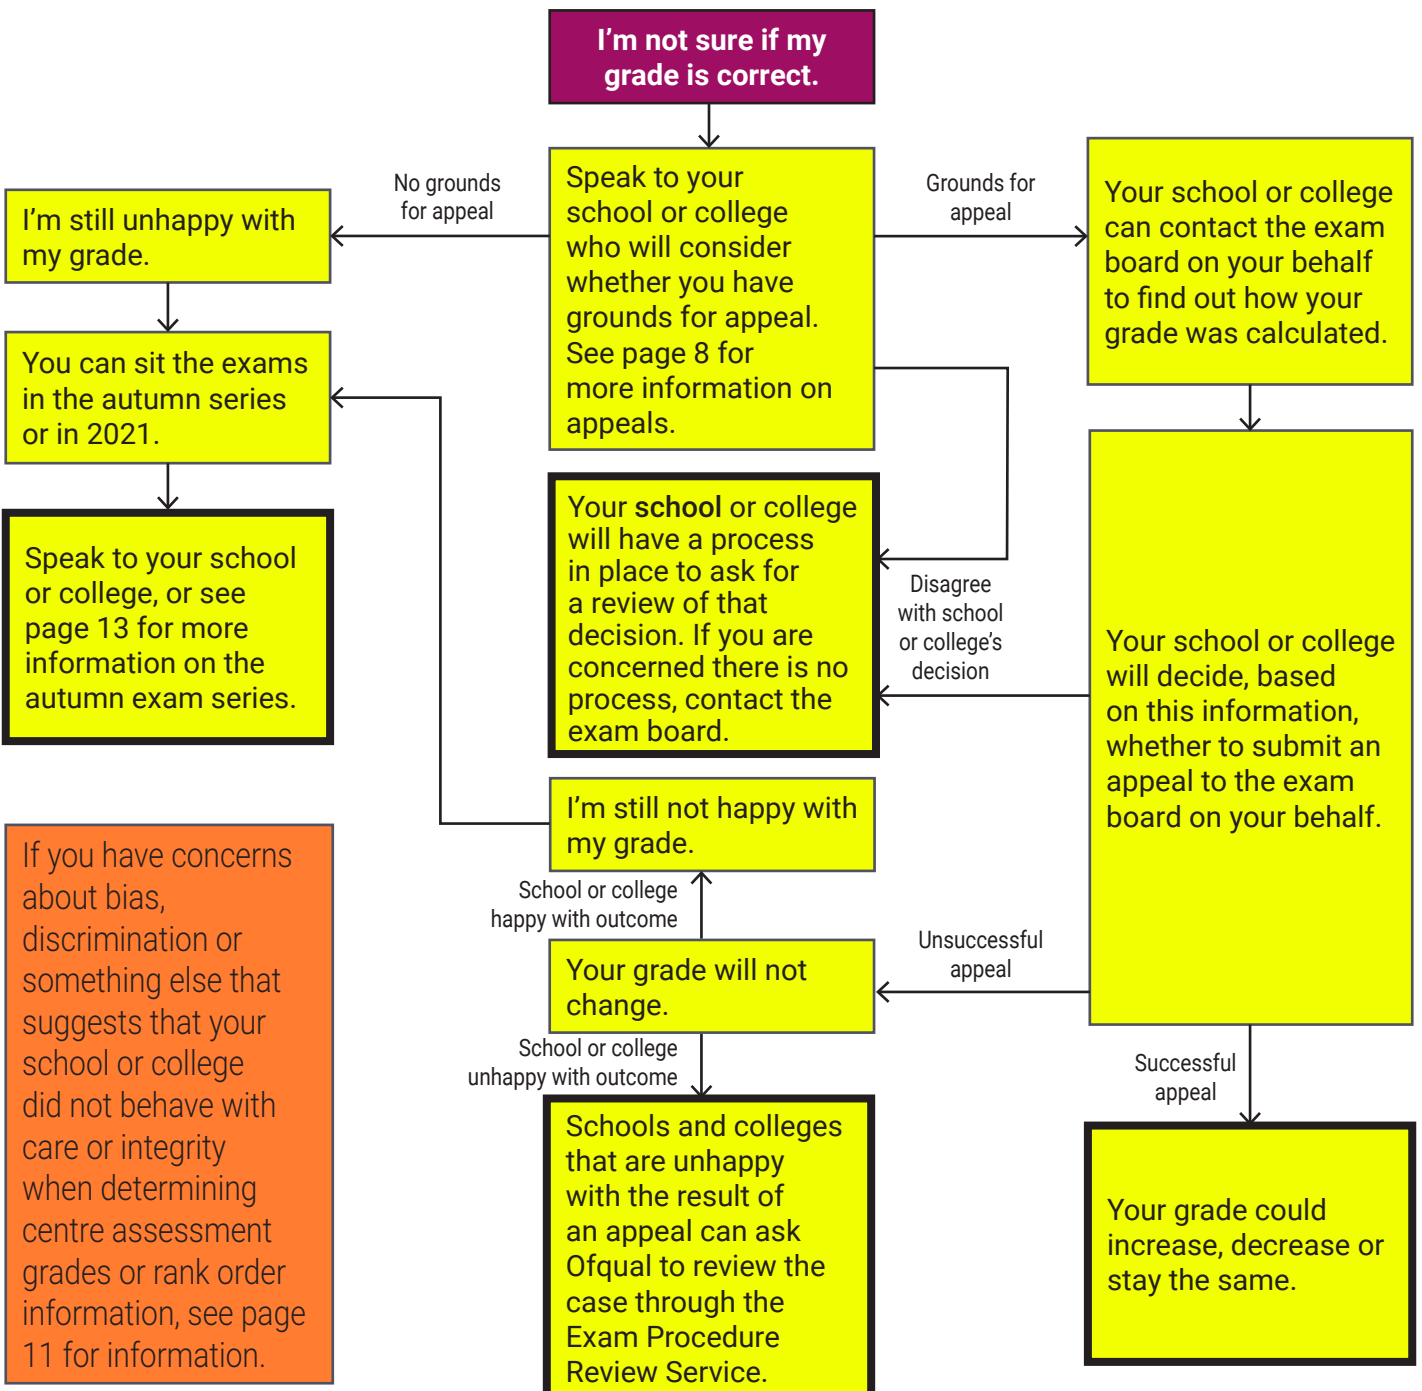 I’m not sure if my
grade is correct.
Speak to your
school or college
who will consider
whether you have
grounds for appeal.
See page 8 for
more information on
appeals.
No grounds
for appeal
I’m still unhappy with
my grade.
You can sit the exams
in the autumn series
or in 2021.
Speak to your school
or college, or see
page 13 for more
information on the
autumn exam series.
Grounds for
appeal
Your school or college
can contact the exam
board on your behalf
to find out how your
grade was calculated.
Your school or college
will decide, based
on this information,
whether to submit an
appeal to the exam
board on your behalf.
Disagree
with school
or college’s
decision
Your school or college
will have a process
in place to ask for
a review of that
decision. If you are
concerned there is no
process, contact the
exam board.
Unsuccessful
appeal
Your grade will not
change.
School or college
happy with outcome
I’m still not happy with
my grade.
School or college
unhappy with outcome
Schools and colleges
that are unhappy
with the result of
an appeal can ask
Ofqual to review the
case through the
Exam Procedure
Review Service.
Successful
appeal
Your grade could
increase, decrease or
stay the same.
If you have concerns
about bias,
discrimination or
something else that
suggests that your
school or college
did not behave with
care or integrity
when determining
centre assessment
grades or rank order
information, see page
11 for information.